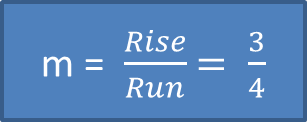 m = Rise/Run = 3/4